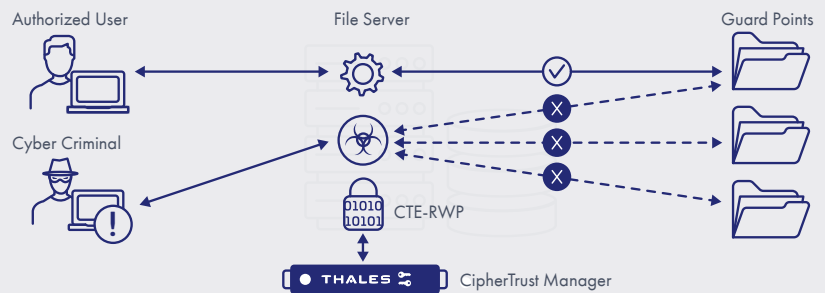 Authorized User
File Server
Guard Points
Cyber Criminal
X
X
X
!
01010
10101
CTE-RWP
THALES
CipherTrust Manager